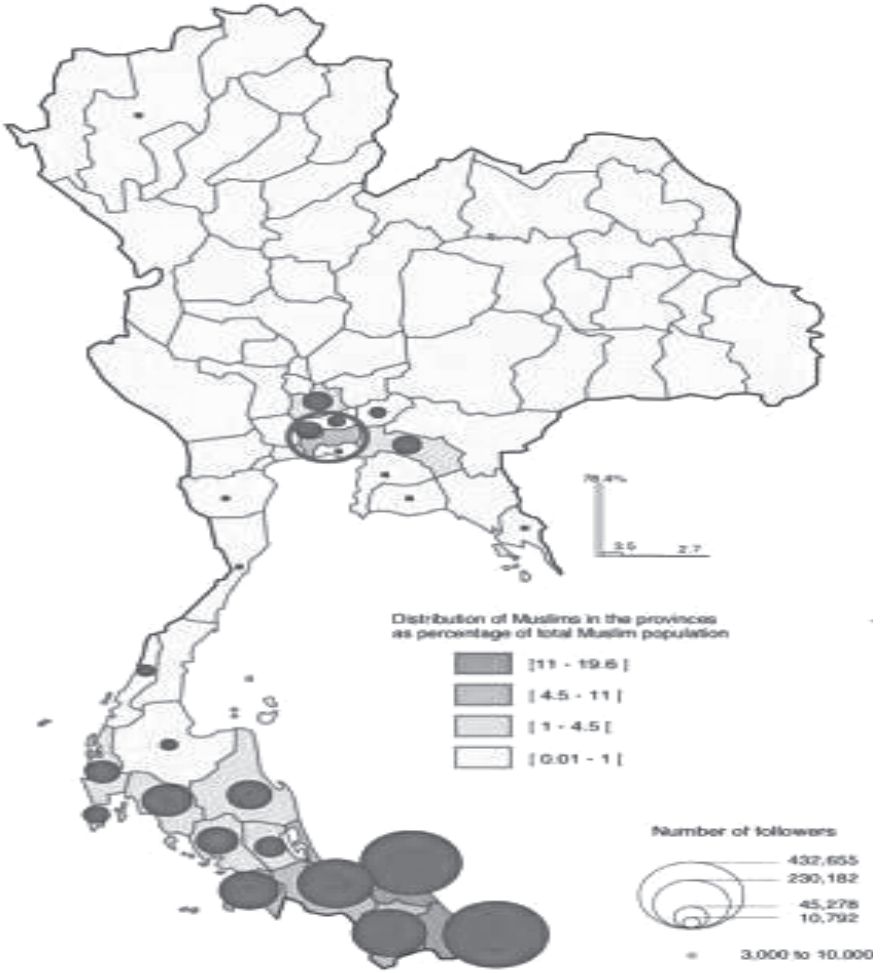 78.4%
3.5 2.7
Distribution of Muslims in the provinces
as percentage of total Muslim population
[11 - 19.6 [
[ 4.5 - 11 [
[ 1 - 4.5 [
[ 0.01 - 1 [
Number of followers
432,655
230,182
45,278
10,792
3,000 to 10,000